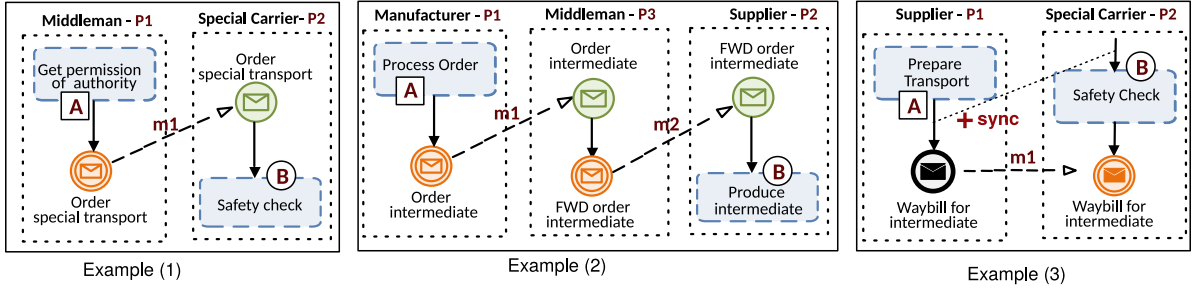 Middleman - P1
Special Carrier- P2
Get permission
of authority
A
Order
special transport
m1
Order
special transport
B
Safety check
Example (1)
Manufacturer - P1
Middleman - P3
Supplier - P2
Process Order
A
Order
intermediate
m1
Order
intermediate
FWD order
intermediate
m2
FWD order
intermediate
B
Produce
intermediate
Example (2)
Supplier - P1
Special Carrier - P2
Prepare
Transport
A
B
Safety Check
+ sync
m1
Waybill for
intermediate
Waybill for
intermediate
Example (3)